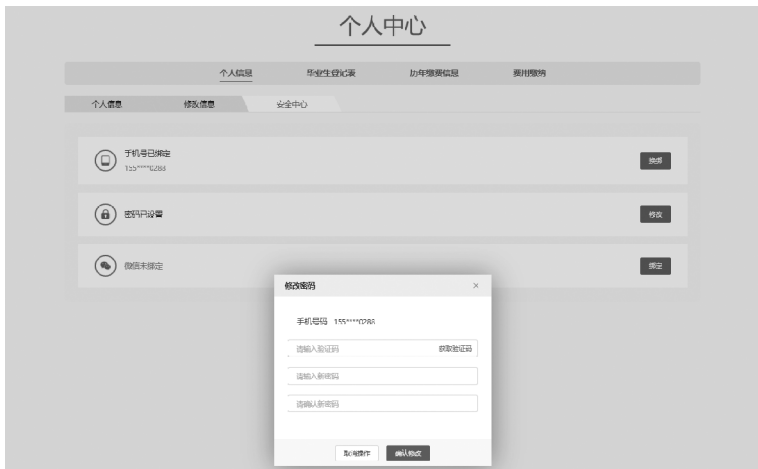 个人中心
个人信息 毕业生登记表 历年缴费信息 费用缴纳
个人信息 修改信息 安全中心
手机号已绑定
155****0288
换绑
密码已设置
修改
微信未绑定
绑定
修改密码 ×
手机号码 155****0288
请输入验证码 获取验证码
请输入新密码
请确认新密码
取消操作 确认修改